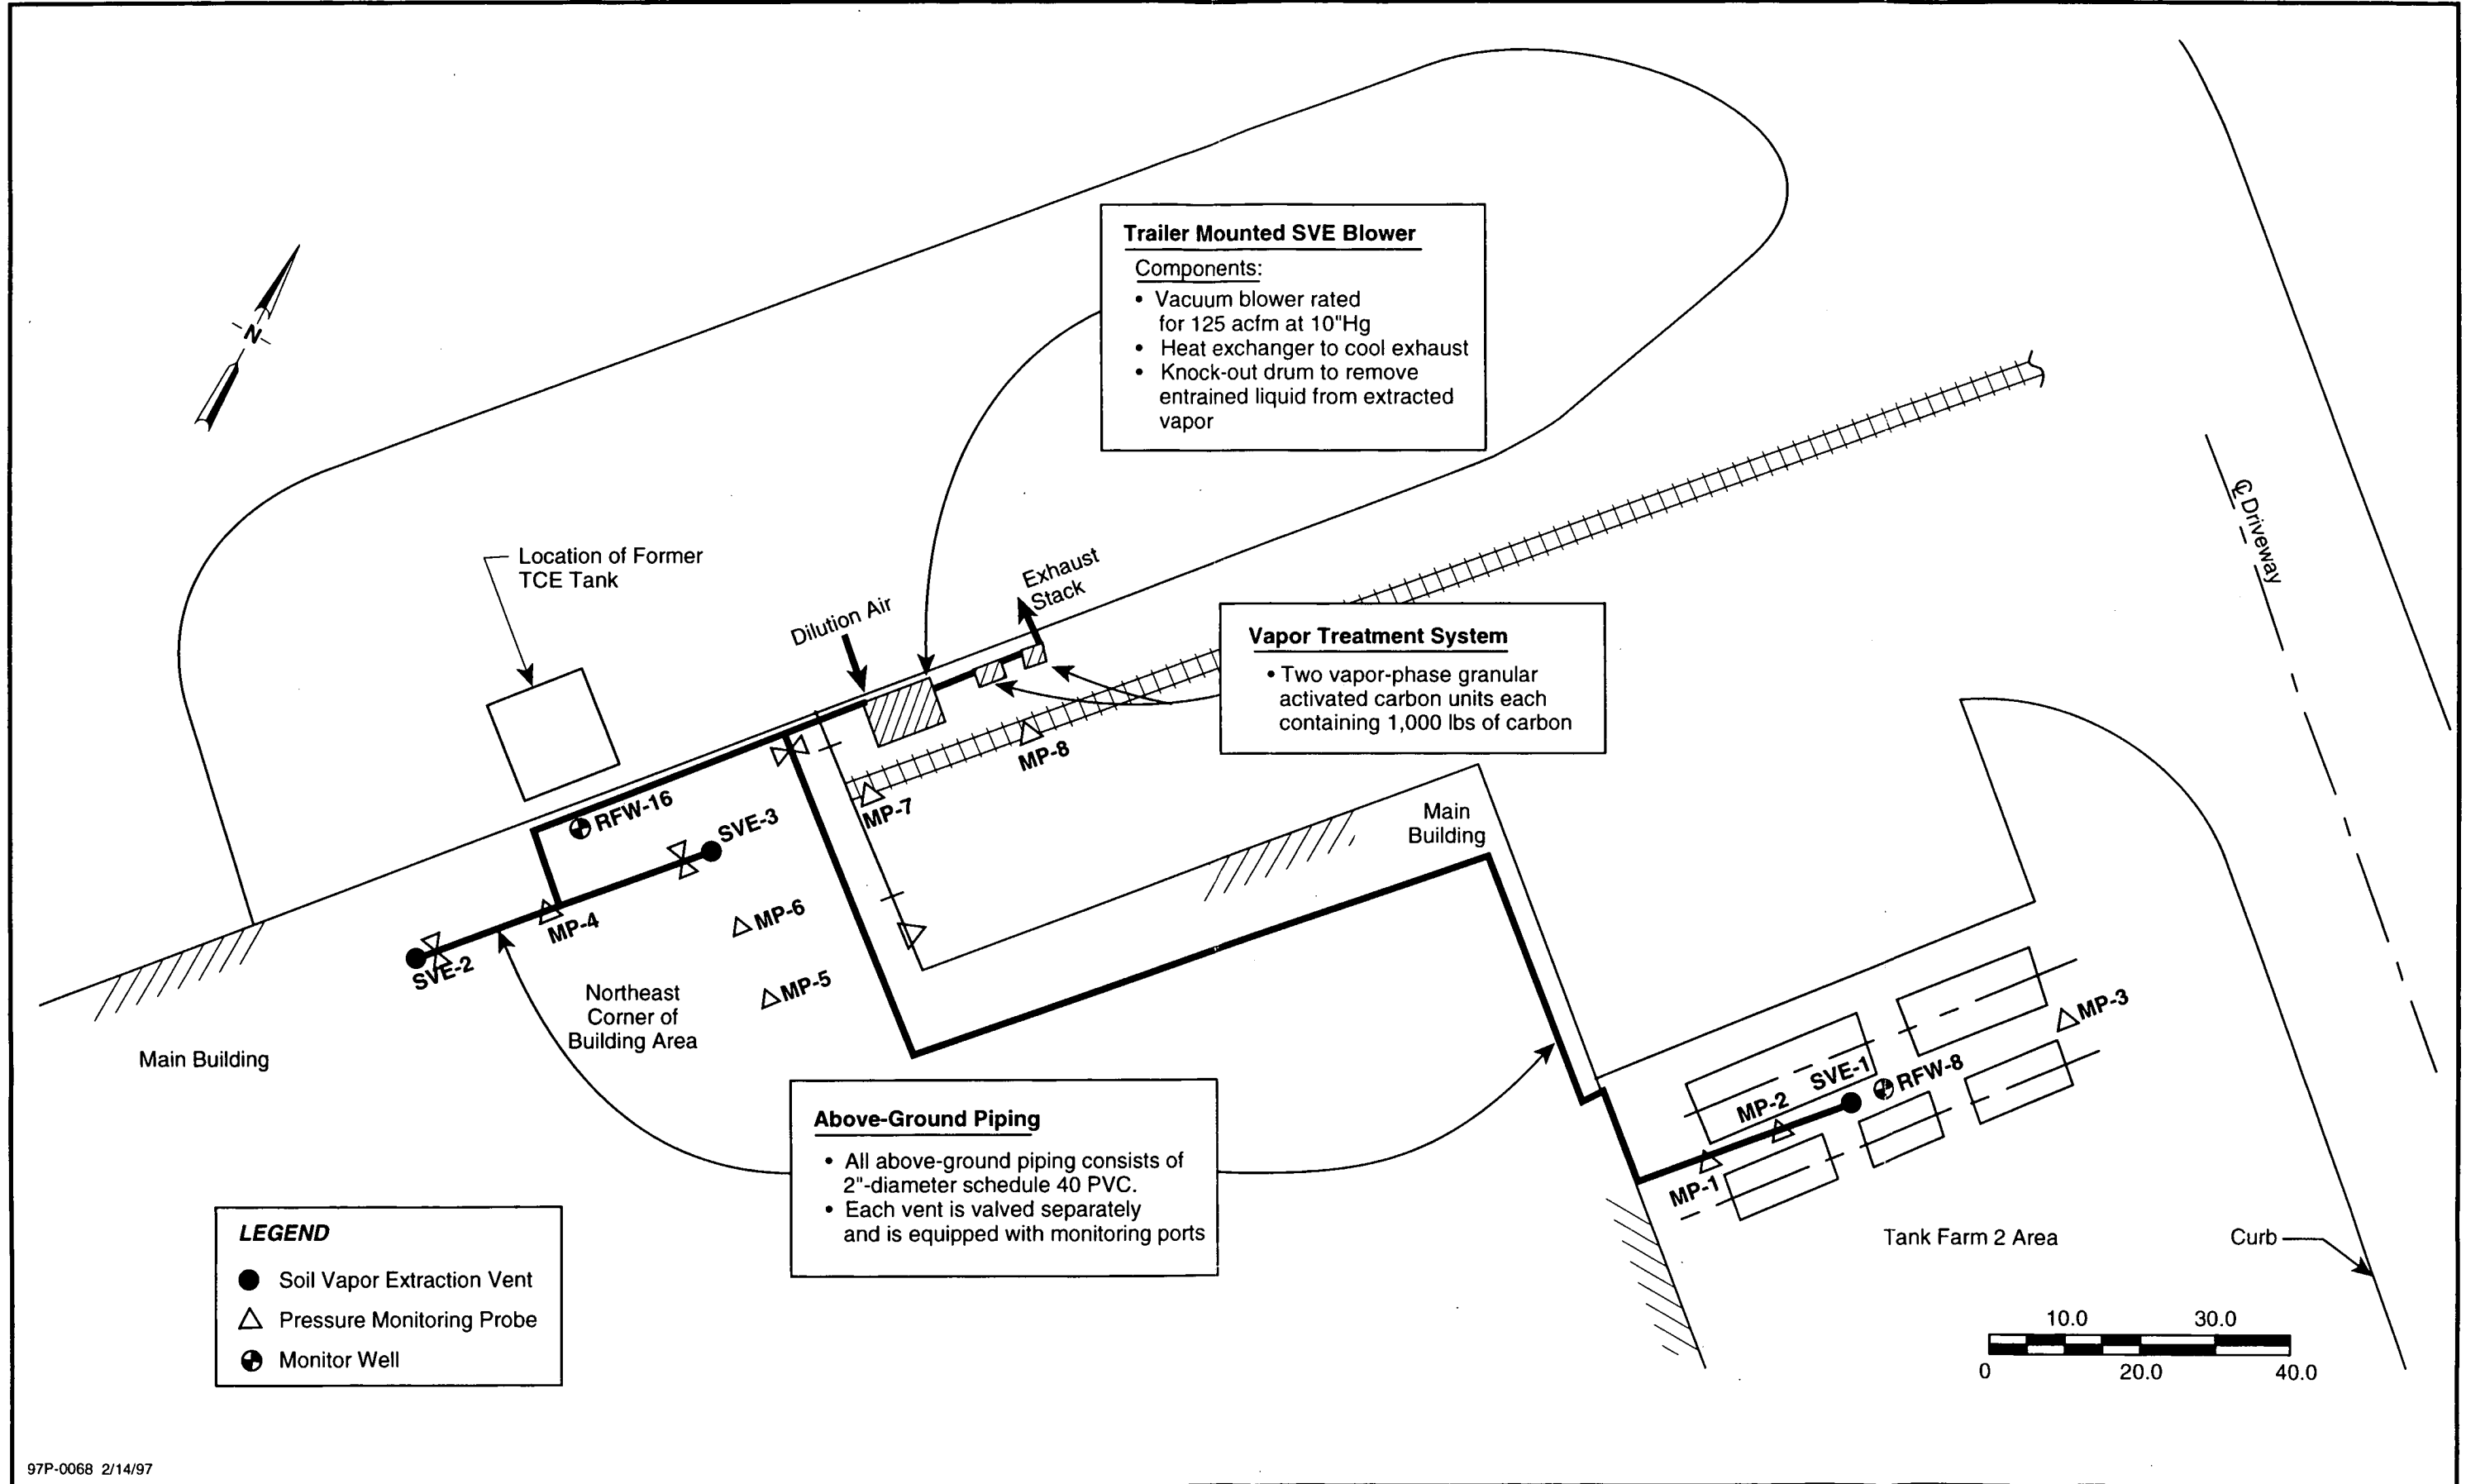 Trailer Mounted SVE Blower
Components:
• Vacuum blower rated
for 125 acfm at 10"Hg
• Heat exchanger to cool exhaust
• Knock-out drum to remove
entrained liquid from extracted
vapor
N
℄ Driveway
Location of Former
TCE Tank
Dilution Air
Exhaust
Stack
Vapor Treatment System
• Two vapor-phase granular
activated carbon units each
containing 1,000 lbs of carbon
MP-8
MP-7
RFW-16
SVE-3
Main
Building
MP-4
MP-6
SVE-2
MP-5
Northeast
Corner of
Building Area
Main Building
MP-3
SVE-1
RFW-8
MP-2
MP-1
Above-Ground Piping
• All above-ground piping consists of
2"-diameter schedule 40 PVC.
• Each vent is valved separately
and is equipped with monitoring ports
Tank Farm 2 Area
Curb
LEGEND
Soil Vapor Extraction Vent
Pressure Monitoring Probe
Monitor Well
10.0 30.0
0 20.0 40.0
97P-0068 2/14/97